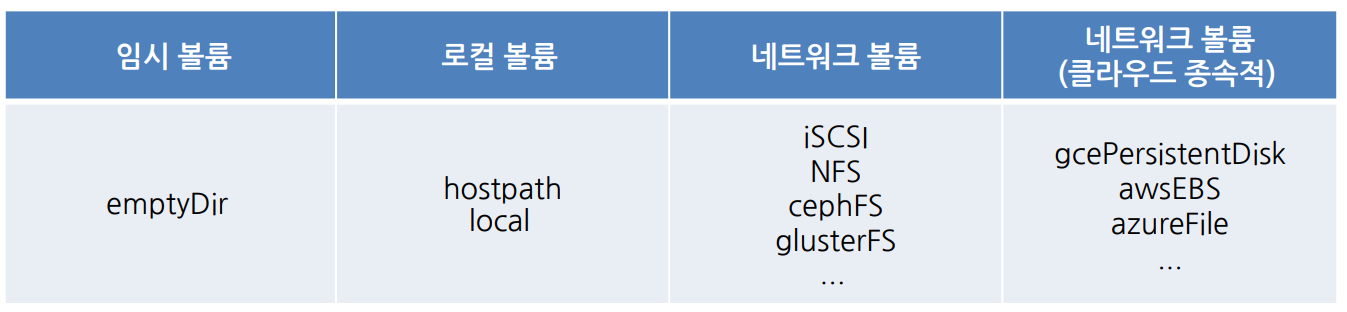 임시 볼륨
로컬 볼륨
네트워크 볼륨
네트워크 볼륨
(클라우드 종속적)
emptyDir
hostpath
local
iSCSI
NFS
cephFS
glusterFS
...
gcePersistentDisk
awsEBS
azureFile
...